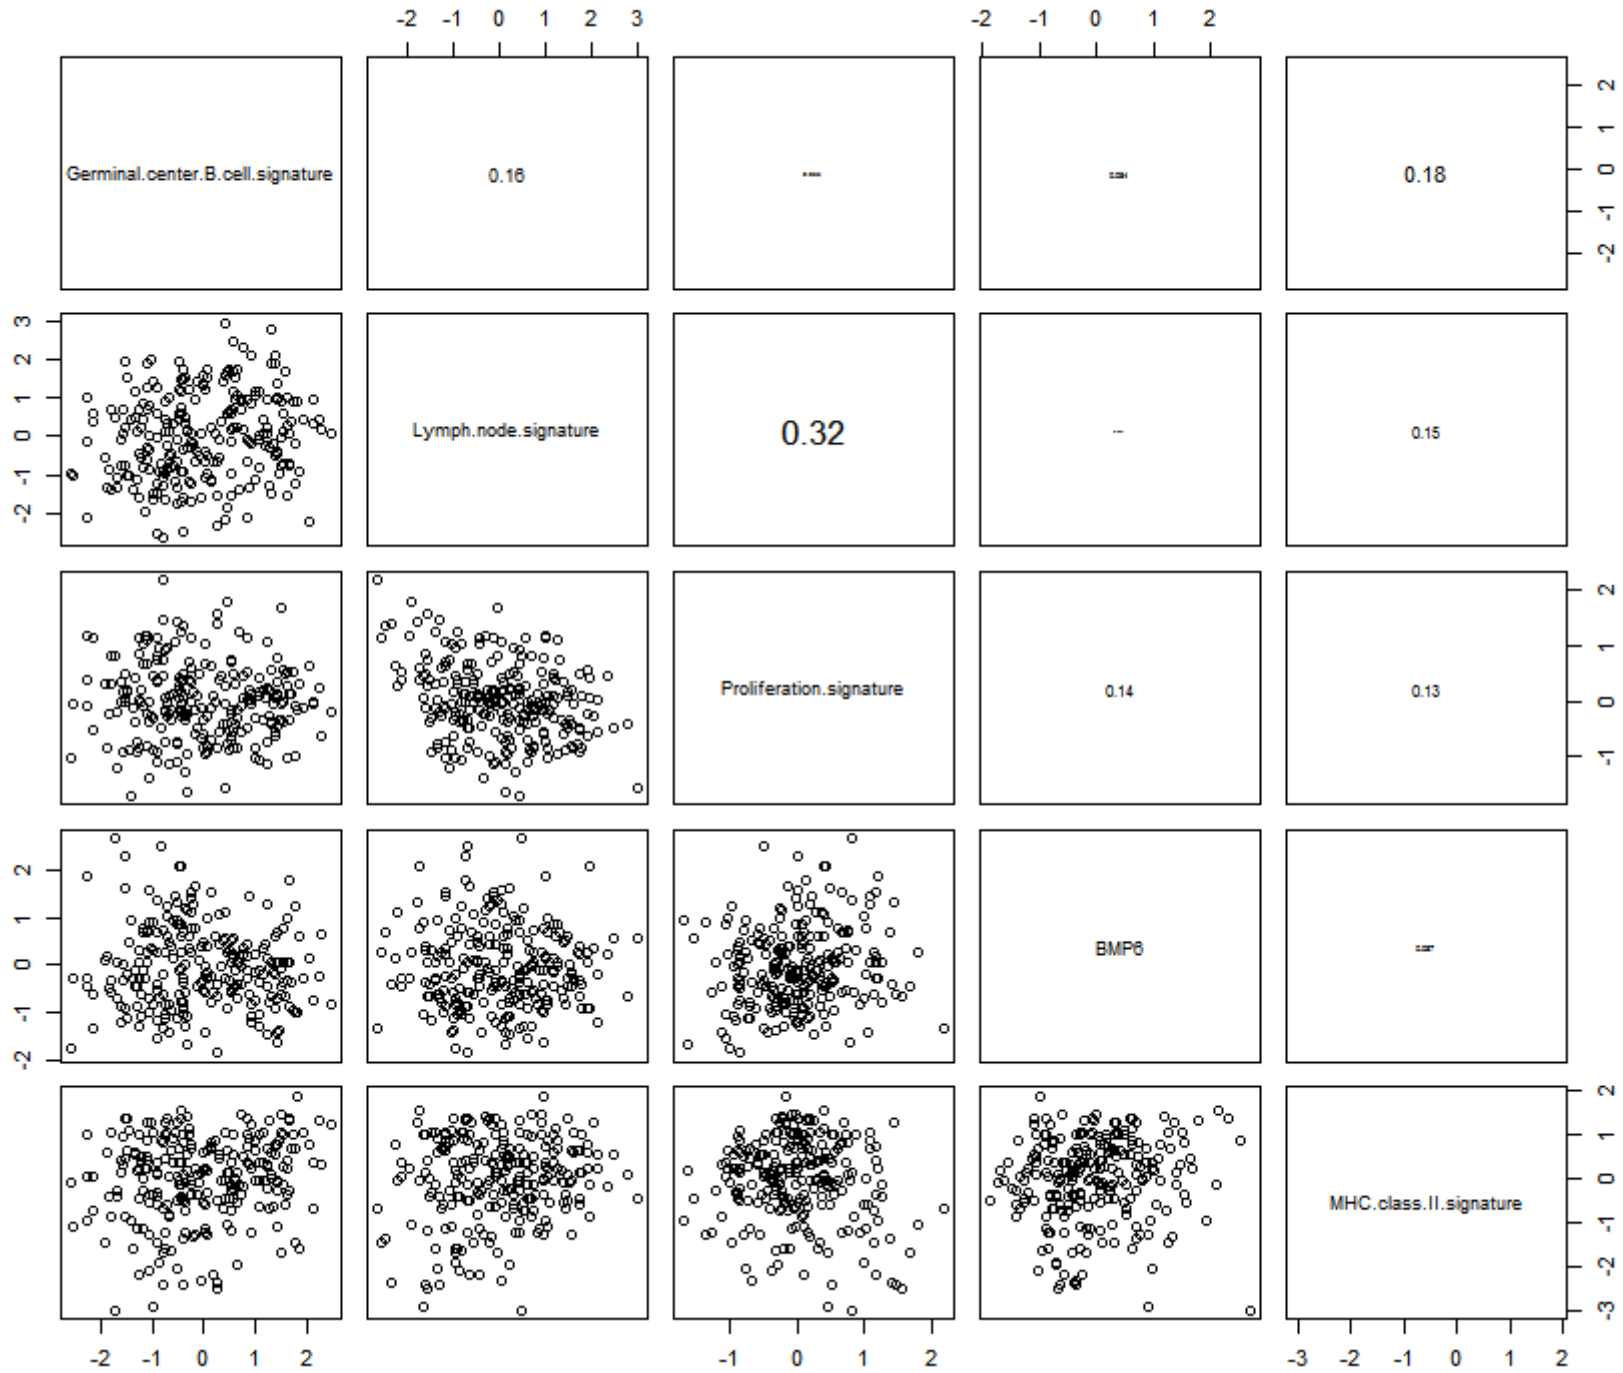 -2 -1 0 1 2 3 -2 -1 0 1 2
Germinal.center.B.cell.signature 0.16 0.18 2 1 0 -1 -2
3 2 1 0 -1 -2 Lymph.node.signature 0.32 0.15
Proliferation.signature 0.14 0.13 2 1 0 -1
2 1 0 -1 -2 BMP6
MHC.class.II.signature 2 1 0 -1 -2 -3
-2 -1 0 1 2 -1 0 1 2 -3 -2 -1 0 1 2